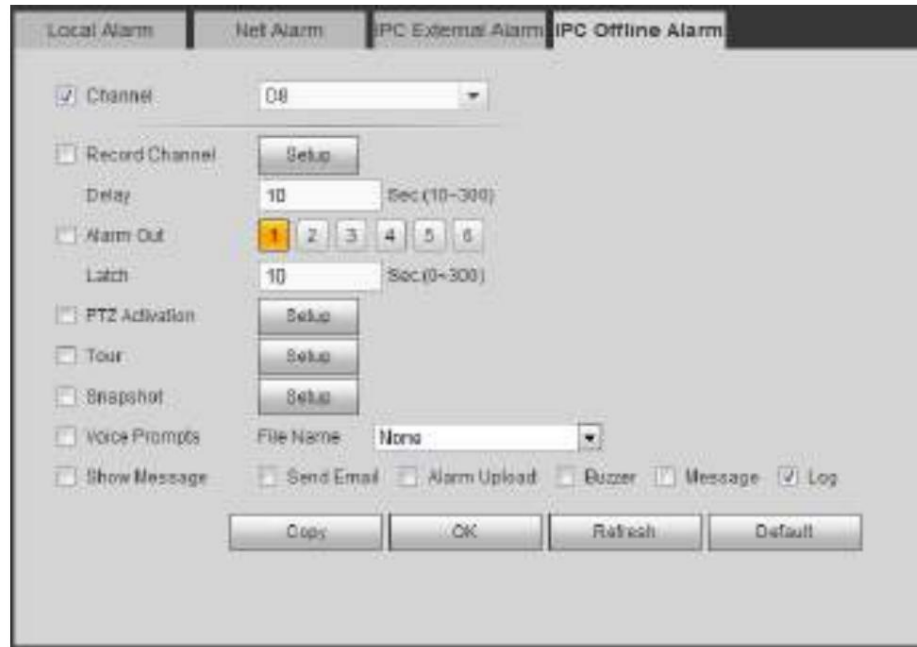 Local Alarm Net Alarm IPC External Alarm IPC Offline Alarm
Channel D8
Record Channel Setup
Delay 10 Sec.(10~300)
Alarm Out 1 2 3 4 5 6
Latch 10 Sec.(0~300)
PTZ Activation Setup
Tour Setup
Snapshot Setup
Voice Prompts File Name None
Show Message Send Email Alarm Upload Buzzer Message Log
Copy OK Refresh Default